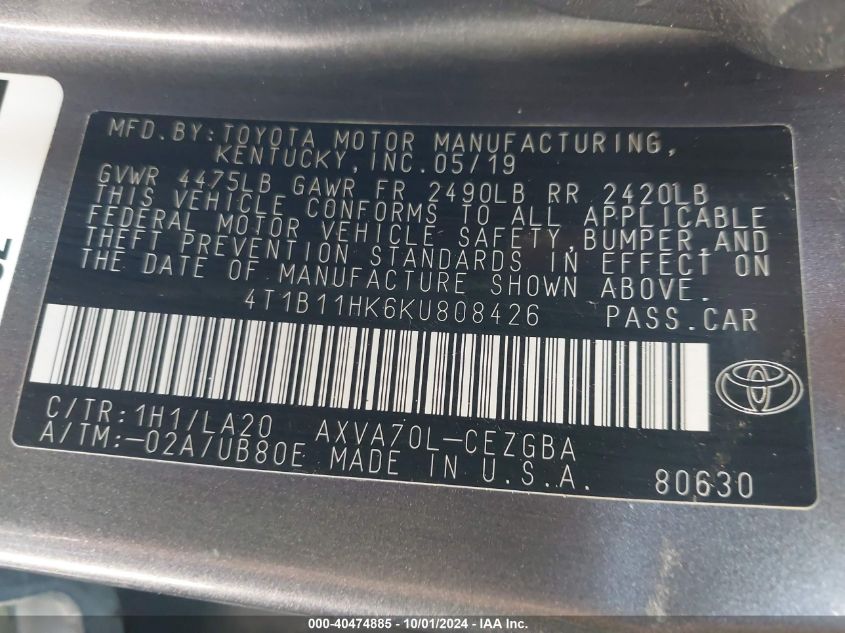 MFD.BY:TOYOTA MOTOR MANUFACTURING,
KENTUCKY,INC.05/19
GVWR 4475LB GAWR FR 2490LB RR 2420LB
THIS VEHICLE CONFORMS TO ALL APPLICABLE
FEDERAL MOTOR VEHICLE SAFETY,BUMPER,AND
THEFT PREVENTION STANDARDS IN EFFECT ON
THE DATE OF MANUFACTURE SHOWN ABOVE.
4T1B11HK6KU808426 PASS.CAR
C/TR:1H1/LA20 AXVA70L-CEZGBA
A/TM:-02A/UB80E MADE IN U.S.A.
80630
000-40474885 - 10/01/2024 - IAA Inc.